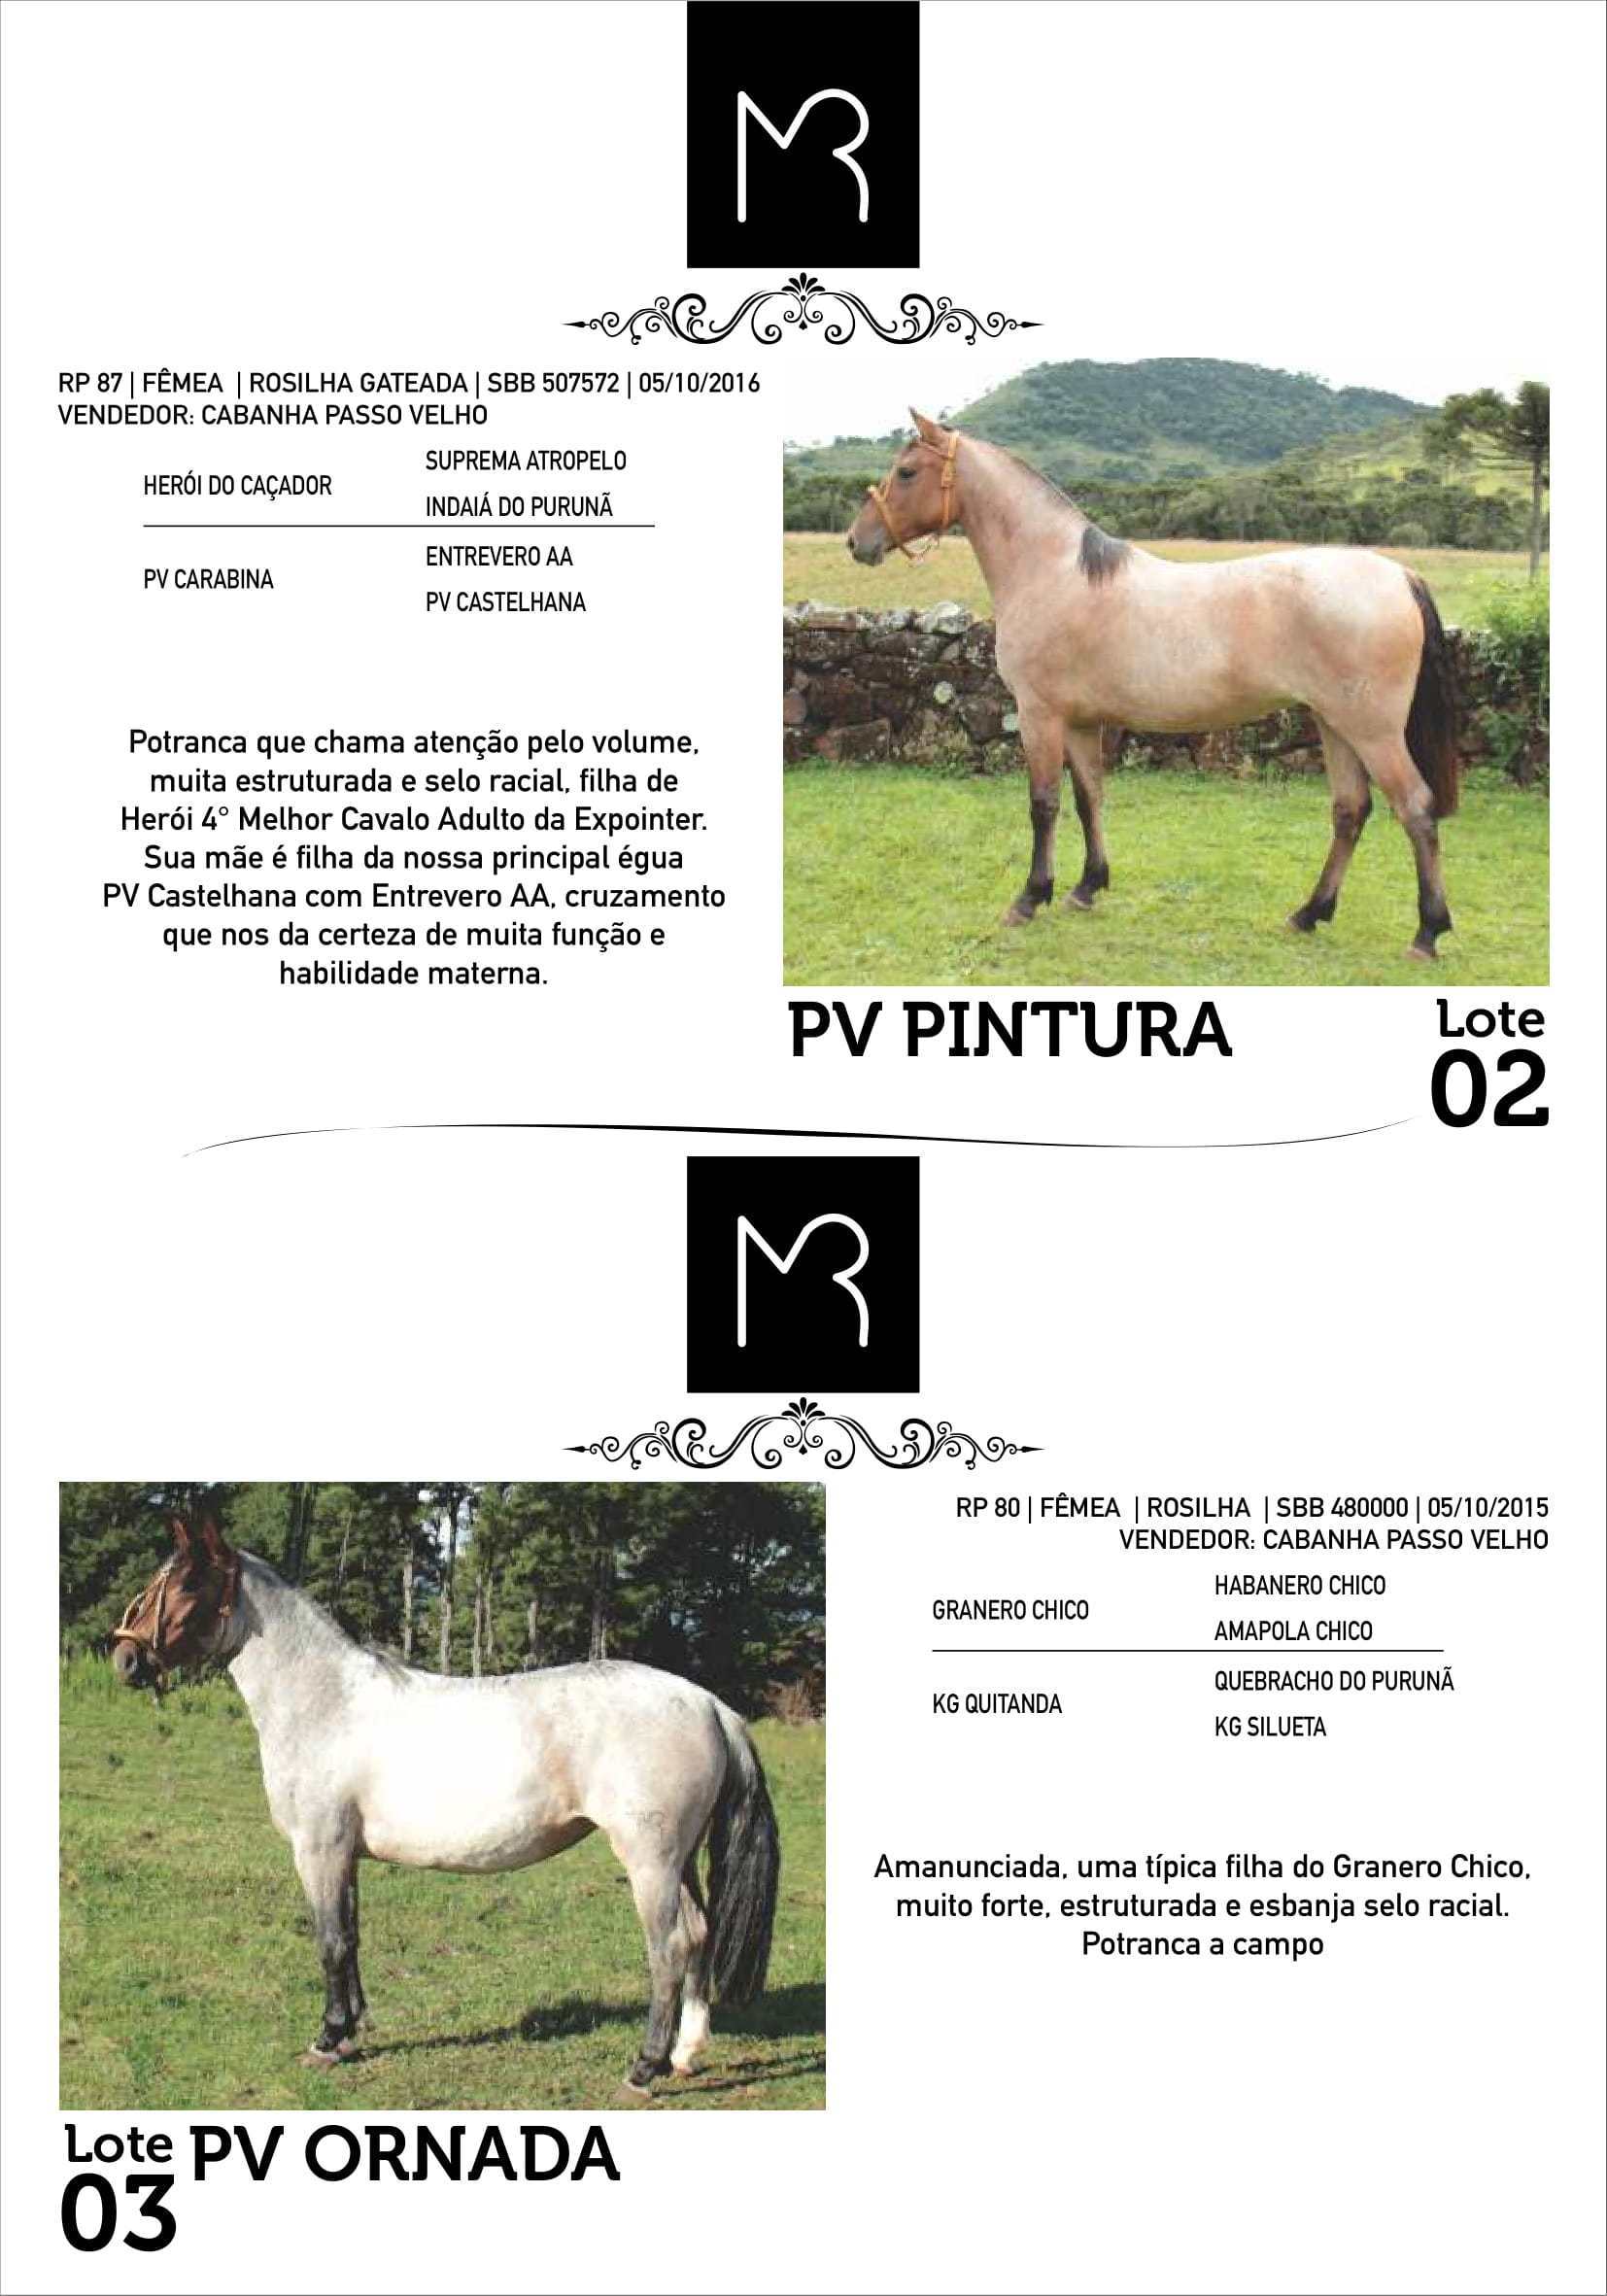 MR
RP 87 | FÊMEA | ROSILHA GATEADA | SBB 507572 | 05/10/2016
VENDEDOR: CABANHA PASSO VELHO
HERÓI DO CAÇADOR
SUPREMA ATROPELO
INDAIÁ DO PURUNÃ
PV CARABINA
ENTREVERO AA
PV CASTELHANA
Potranca que chama atenção pelo volume,
muita estruturada e selo racial, filha de
Herói 4° Melhor Cavalo Adulto da Expointer.
Sua mãe é filha da nossa principal égua
PV Castelhana com Entrevero AA, cruzamento
que nos da certeza de muita função e
habilidade materna.
PV PINTURA
Lote
02
MR
RP 80 | FÊMEA | ROSILHA | SBB 480000 | 05/10/2015
VENDEDOR: CABANHA PASSO VELHO
GRANERO CHICO
HABANERO CHICO
AMAPOLA CHICO
KG QUITANDA
QUEBRACHO DO PURUNÃ
KG SILUETA
Amanunciada, uma típica filha do Granero Chico,
muito forte, estruturada e esbanja selo racial.
Potranca a campo
Lote
03
PV ORNADA